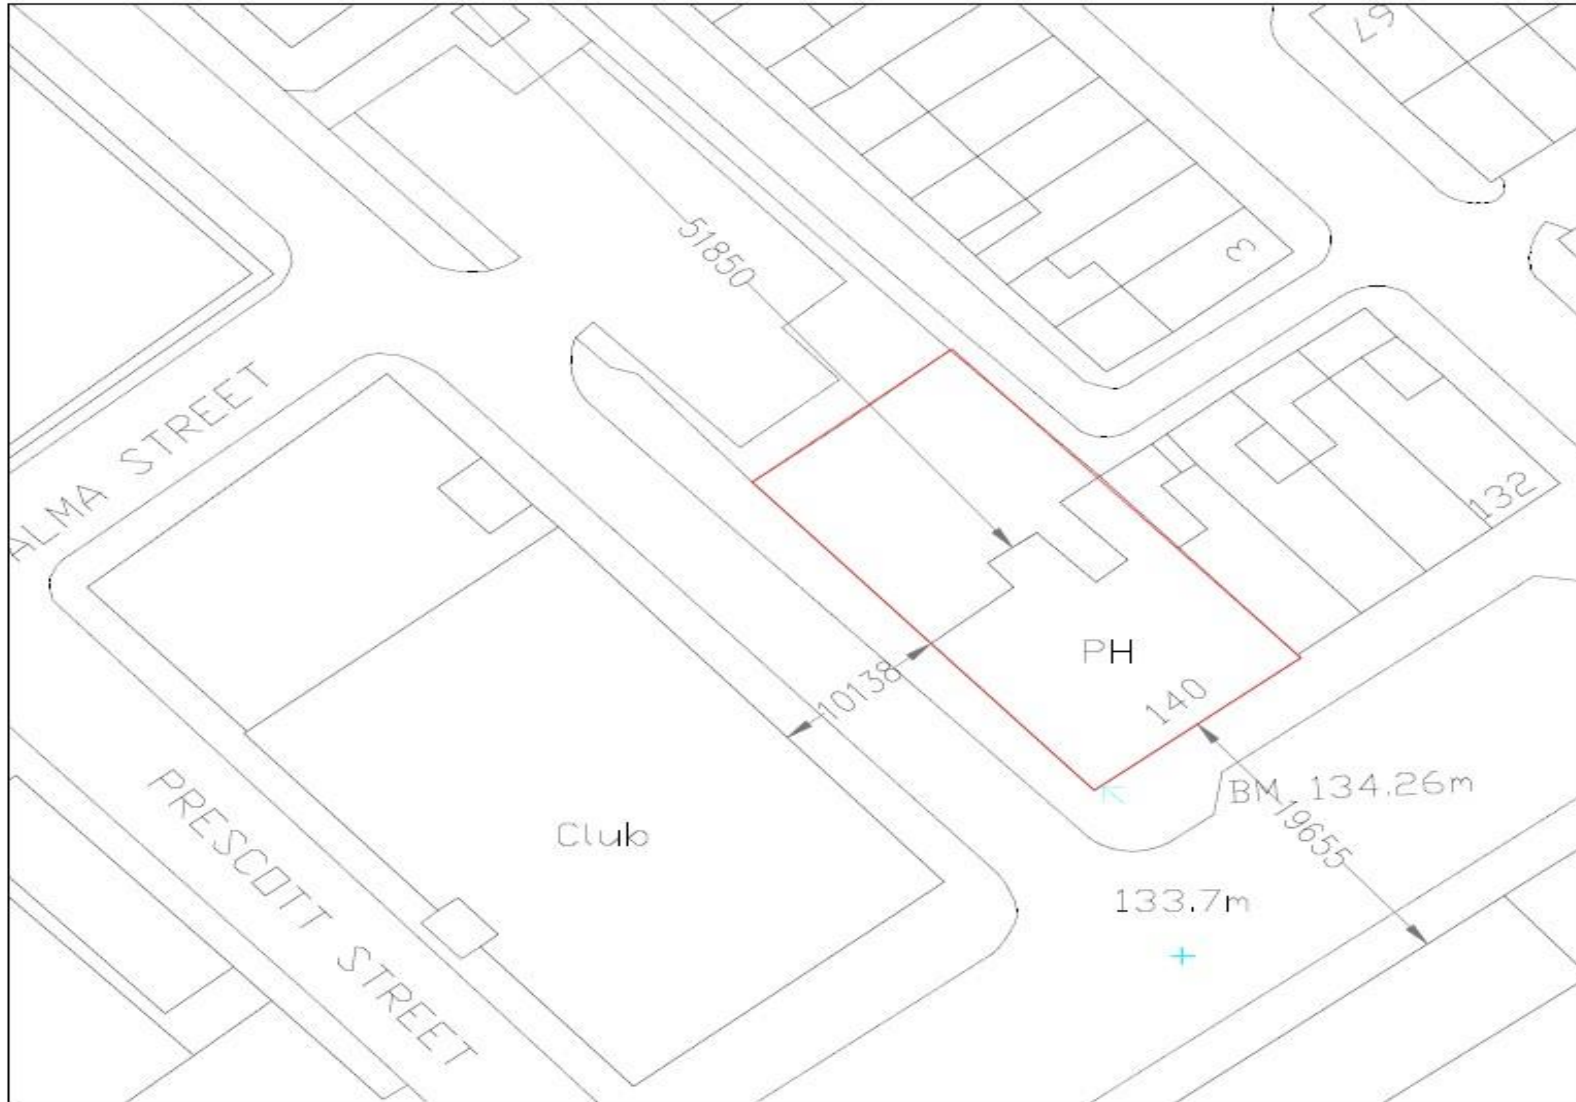 67
51850
3
ALMA STREET
132
PH
140
10138
BM 134.26m
19655
PRESCOTT STREET
Club
133.7m